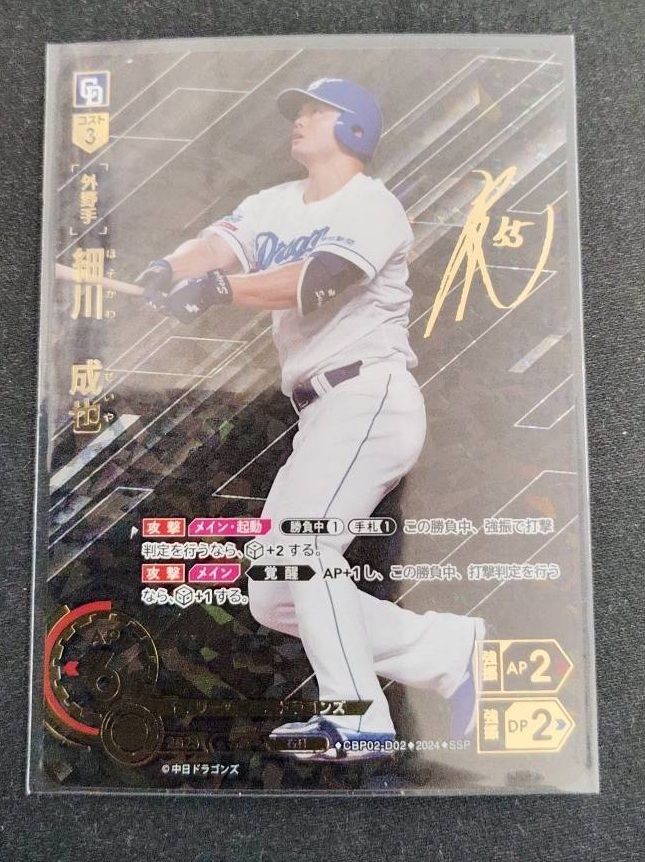 CD
コスト
3
外野手
細川 成也
ほそかわ せいや
Drag
55
攻撃 メイン・起動 勝負中 1 手札 1 この勝負中、強振で打撃
判定を行うなら、+2する。
攻撃 メイン 覚醒 AP+1し、この勝負中、打撃判定を行う
なら、+1する。
AP
6
強振 AP 2
強振 DP 2
ドラゴンズ
◆CBP02-D02◆2024◆SSP
©中日ドラゴンズ